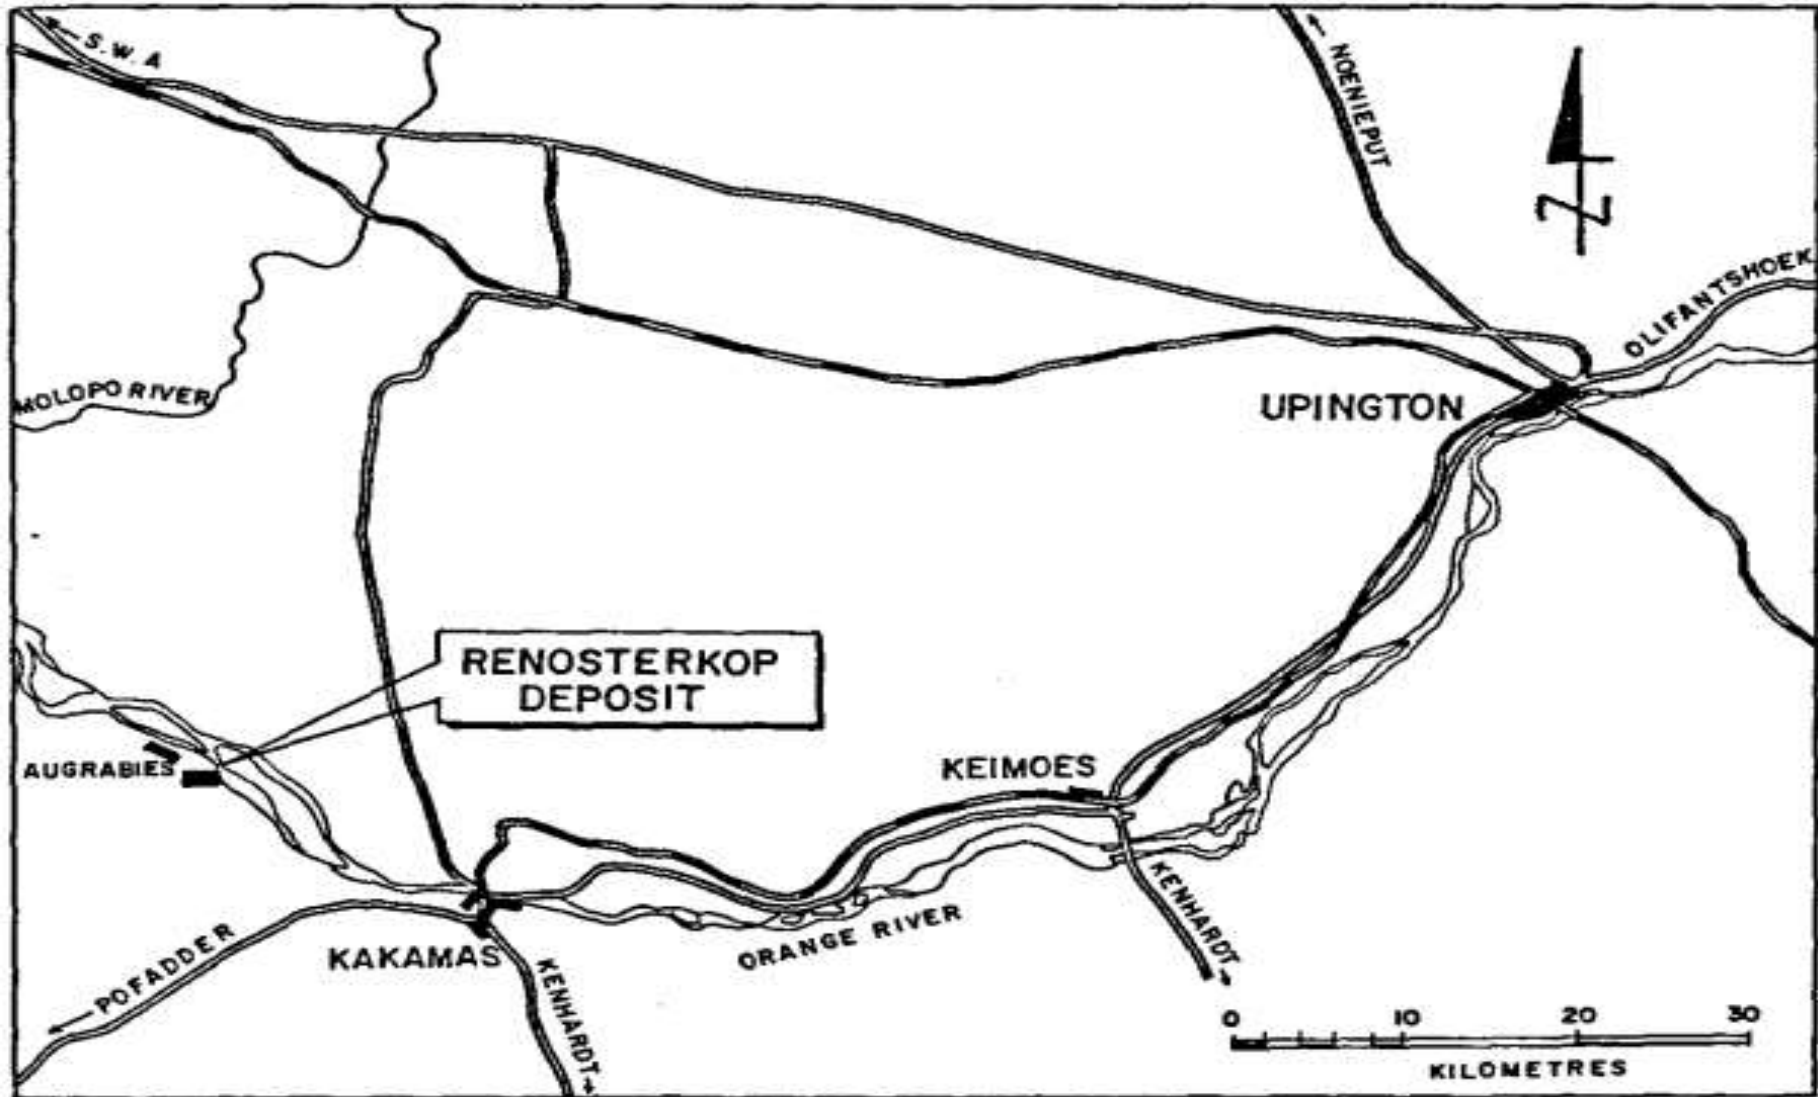 S.W.A
NOENIEPUT
Z
OLIFANTSHOEK
MOLOPO RIVER
UPINGTON
RENOSTERKOP
DEPOSIT
AUGRABIES
KEIMOES
KENHARDT
ORANGE RIVER
POFADDER
KAKAMAS
KENHARDT
0 10 20 30
KILOMETRES